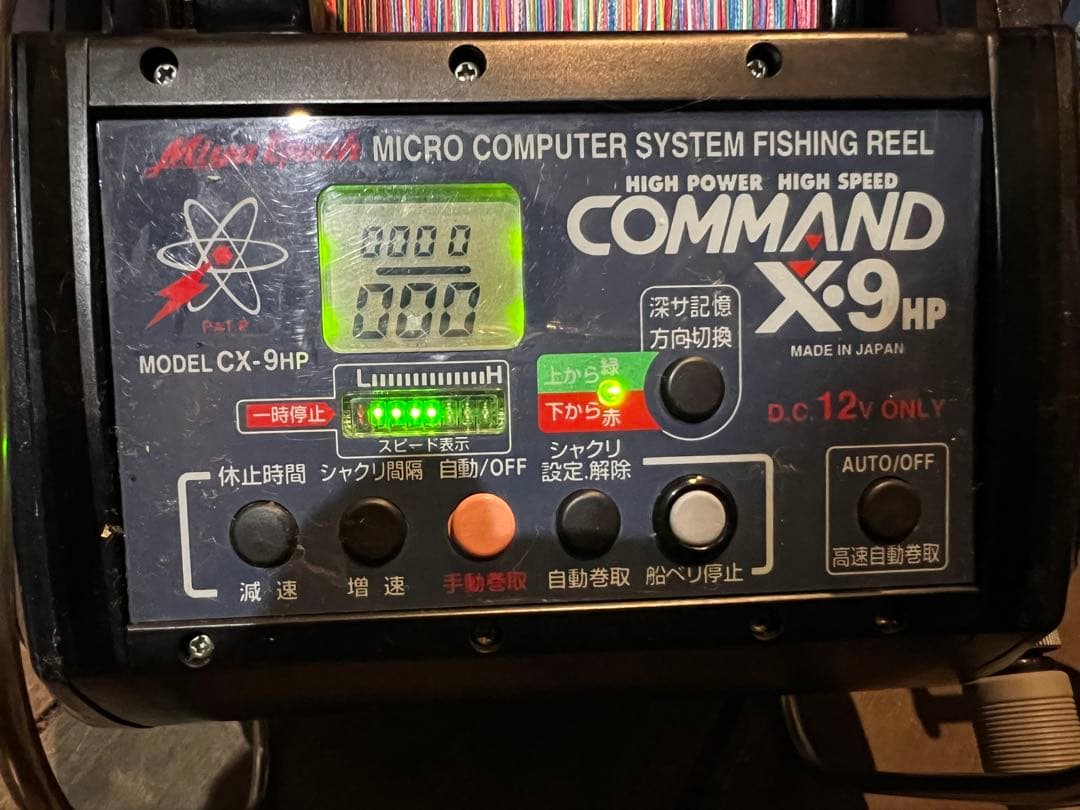 Miya Epoch MICRO COMPUTER SYSTEM FISHING REEL
HIGH POWER HIGH SPEED
COMMAND
X・9HP
MADE IN JAPAN
0000
000
MODEL CX-9HP
深サ記憶
方向切換
L H
上から緑
下から赤
一時停止
スピード表示
D.C.12V ONLY
休止時間 シャクリ間隔 自動/OFF シャクリ
設定.解除
減速 増速 手動巻取 自動巻取 船ベリ停止
AUTO/OFF
高速自動巻取